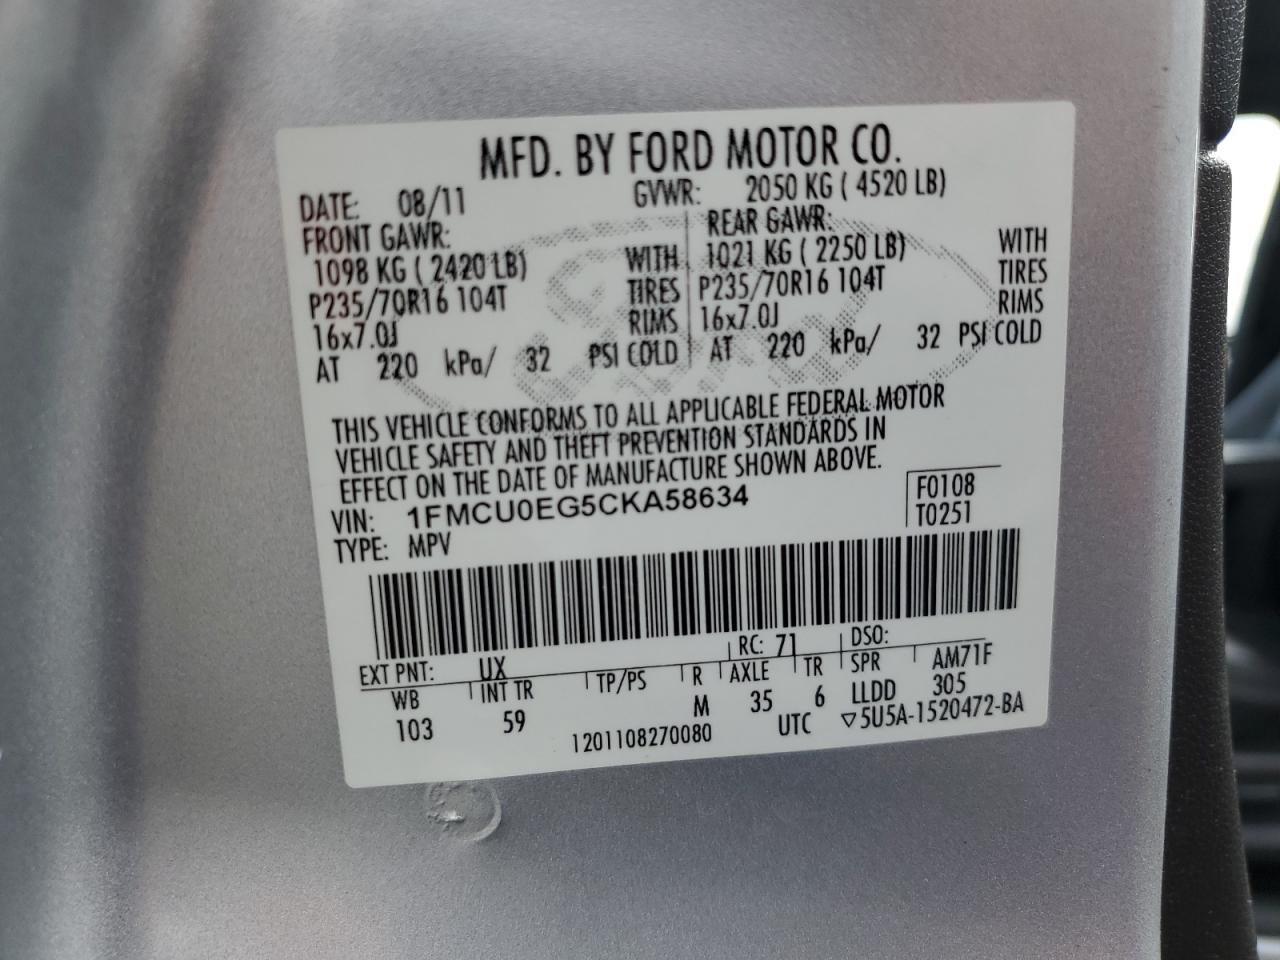 MFD. BY FORD MOTOR CO.
DATE: 08/11 GVWR: 2050 KG ( 4520 LB)
FRONT GAWR: REAR GAWR:
1098 KG ( 2420 LB) WITH 1021 KG ( 2250 LB) WITH
P235/70R16 104T TIRES P235/70R16 104T TIRES
16x7.0J RIMS 16x7.0J RIMS
AT 220 kPa/ 32 PSI COLD AT 220 kPa/ 32 PSI COLD
THIS VEHICLE CONFORMS TO ALL APPLICABLE FEDERAL MOTOR
VEHICLE SAFETY AND THEFT PREVENTION STANDARDS IN
EFFECT ON THE DATE OF MANUFACTURE SHOWN ABOVE.
VIN: 1FMCU0EG5CKA58634 F0108
TYPE: MPV T0251
EXT PNT: UX RC: 71 DSO:
WB INT TR TP/PS R AXLE TR SPR AM71F
103 59 M 35 6 LLDD 305
1201108270080 UTC ▽5U5A-1520472-BA